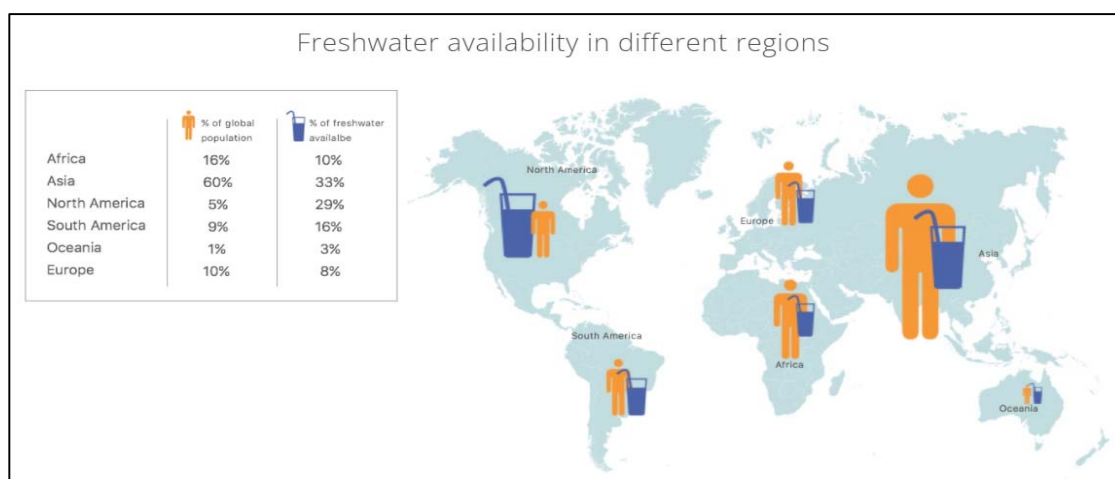 Freshwater availability in different regions
% of global
population
% of freshwater
availalbe
Africa 16% 10%
Asia 60% 33%
North America 5% 29%
South America 9% 16%
Oceania 1% 3%
Europe 10% 8%
North America
Europe
Asia
South America
Africa
Oceania